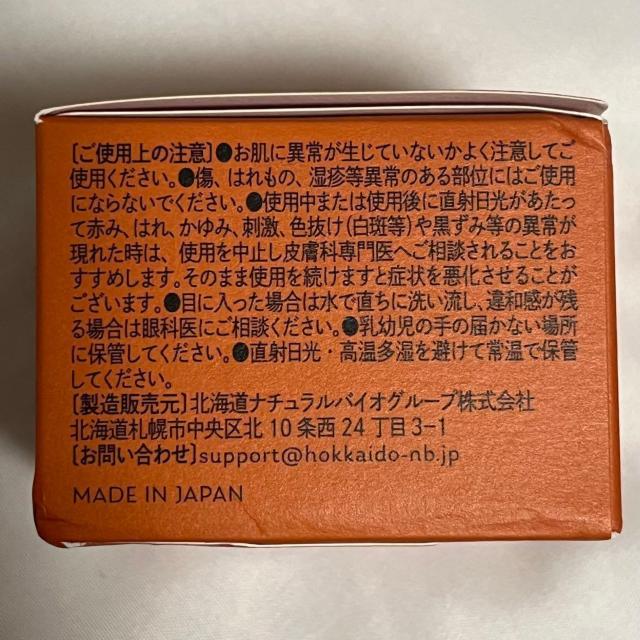 [ご使用上の注意]●お肌に異常が生じていないかよく注意してご
使用ください。●傷、はれもの、湿疹等異常のある部位にはご使用
にならないでください。●使用中または使用後に直射日光があたっ
て赤み、はれ、かゆみ、刺激、色抜け(白斑等)や黒ずみ等の異常が
現れた時は、使用を中止し皮膚科専門医へご相談されることをお
すすめします。そのまま使用を続けますと症状を悪化させることが
ございます。●目に入った場合は水で直ちに洗い流し、違和感が残
る場合は眼科医にご相談ください。●乳幼児の手の届かない場所
に保管してください。●直射日光・高温多湿を避けて常温で保管
してください。
[製造販売元]北海道ナチュラルバイオグループ株式会社
北海道札幌市中央区北10条西24丁目3-1
[お問い合わせ]support@hokkaido-nb.jp
MADE IN JAPAN